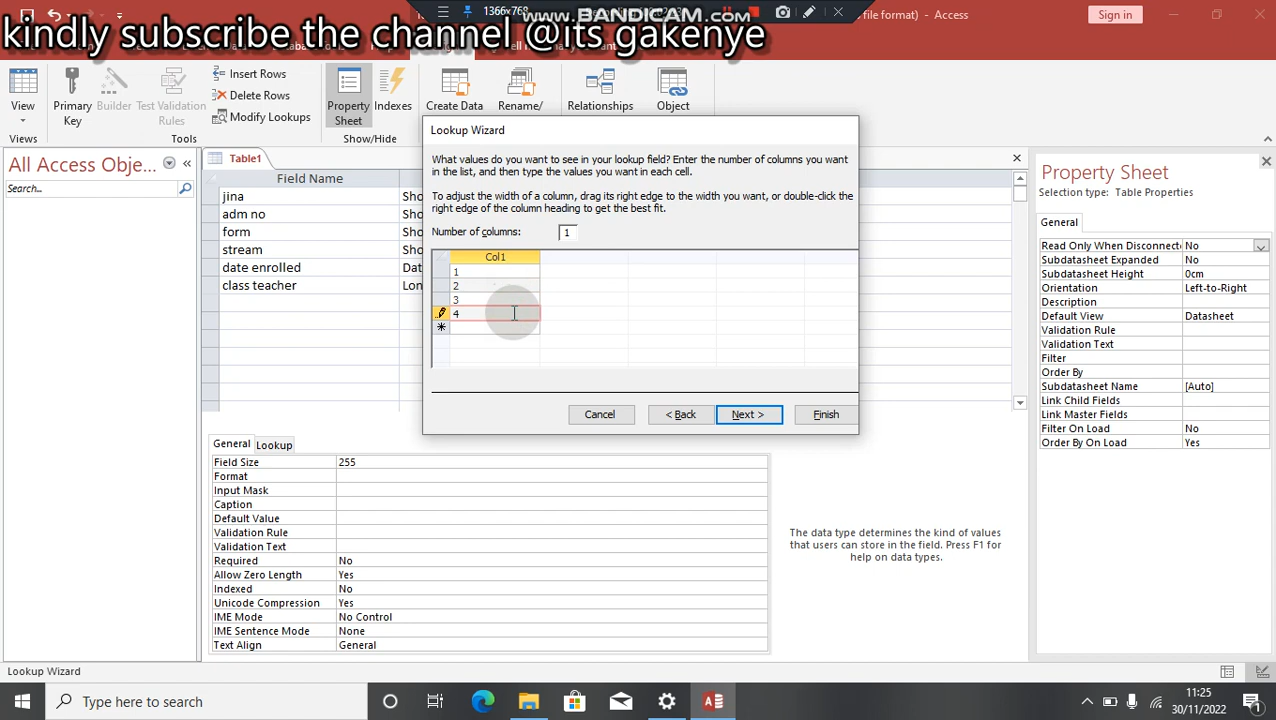 1366x768
www.BANDICAM.com
file format) - Access
Sign in
kindly subscribe the channel @its gakenye
View
Primary Key
Builder
Test Validation Rules
Insert Rows
Delete Rows
Modify Lookups
Property Sheet
Indexes
Create Data
Rename/
Relationships
Object
Views
Tools
Show/Hide
All Access Obje...
Search...
Table1
Field Name
jina
Sho
adm no
Sho
form
Sho
stream
Sho
date enrolled
Dat
class teacher
Lon
Lookup Wizard
What values do you want to see in your lookup field? Enter the number of columns you want
in the list, and then type the values you want in each cell.
To adjust the width of a column, drag its right edge to the width you want, or double-click the
right edge of the column heading to get the best fit.
Number of columns: 1
Col1
1
2
3
4
Cancel
< Back
Next >
Finish
General
Lookup
Field Size 255
Format
Input Mask
Caption
Default Value
Validation Rule
Validation Text
Required No
Allow Zero Length Yes
Indexed No
Unicode Compression Yes
IME Mode No Control
IME Sentence Mode None
Text Align General
The data type determines the kind of values
that users can store in the field. Press F1 for
help on data types.
Property Sheet
Selection type: Table Properties
General
Read Only When Disconnecte No
Subdatasheet Expanded No
Subdatasheet Height 0cm
Orientation Left-to-Right
Description
Default View Datasheet
Validation Rule
Validation Text
Filter
Order By
Subdatasheet Name [Auto]
Link Child Fields
Link Master Fields
Filter On Load No
Order By On Load Yes
Lookup Wizard
Type here to search
11:25
30/11/2022
1